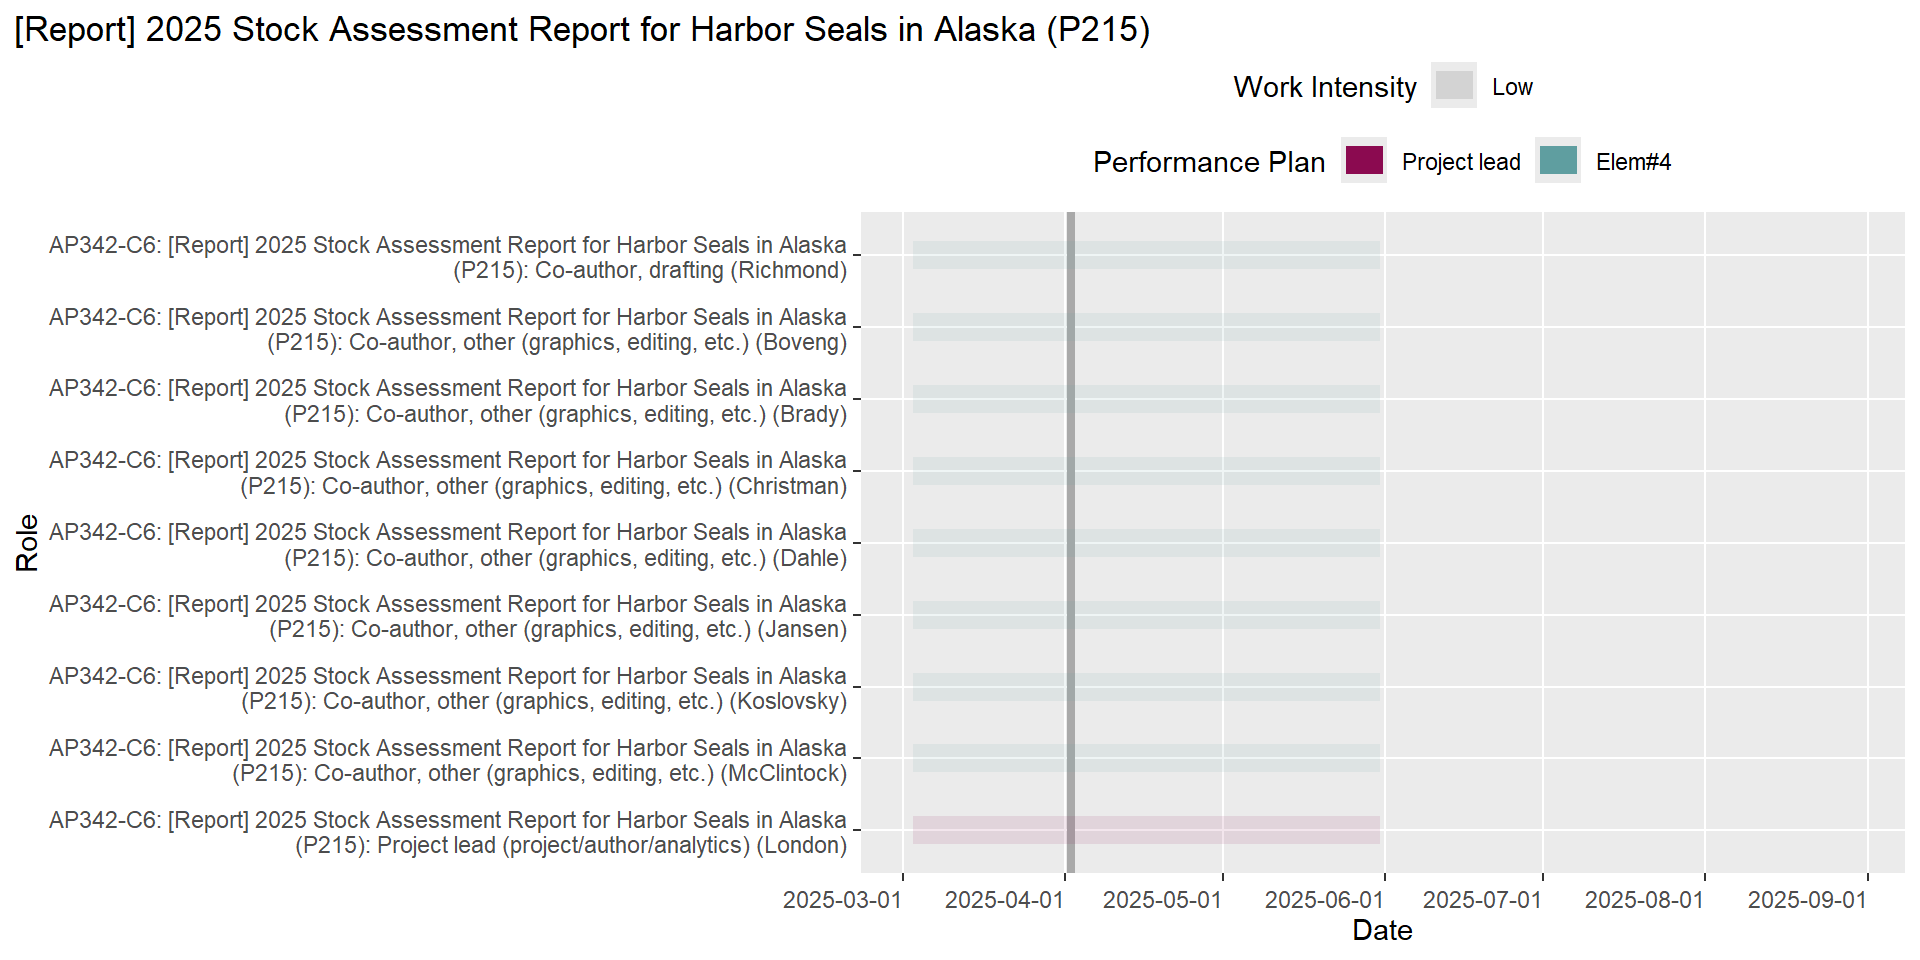 [Report] 2025 Stock Assessment Report for Harbor Seals in Alaska (P215)
Work Intensity Low
Performance Plan Project lead Elem#4
Role
AP342-C6: [Report] 2025 Stock Assessment Report for Harbor Seals in Alaska
(P215): Co-author, drafting (Richmond)
AP342-C6: [Report] 2025 Stock Assessment Report for Harbor Seals in Alaska
(P215): Co-author, other (graphics, editing, etc.) (Boveng)
AP342-C6: [Report] 2025 Stock Assessment Report for Harbor Seals in Alaska
(P215): Co-author, other (graphics, editing, etc.) (Brady)
AP342-C6: [Report] 2025 Stock Assessment Report for Harbor Seals in Alaska
(P215): Co-author, other (graphics, editing, etc.) (Christman)
AP342-C6: [Report] 2025 Stock Assessment Report for Harbor Seals in Alaska
(P215): Co-author, other (graphics, editing, etc.) (Dahle)
AP342-C6: [Report] 2025 Stock Assessment Report for Harbor Seals in Alaska
(P215): Co-author, other (graphics, editing, etc.) (Jansen)
AP342-C6: [Report] 2025 Stock Assessment Report for Harbor Seals in Alaska
(P215): Co-author, other (graphics, editing, etc.) (Koslovsky)
AP342-C6: [Report] 2025 Stock Assessment Report for Harbor Seals in Alaska
(P215): Co-author, other (graphics, editing, etc.) (McClintock)
AP342-C6: [Report] 2025 Stock Assessment Report for Harbor Seals in Alaska
(P215): Project lead (project/author/analytics) (London)
2025-03-01 2025-04-01 2025-05-01 2025-06-01 2025-07-01 2025-08-01 2025-09-01
Date